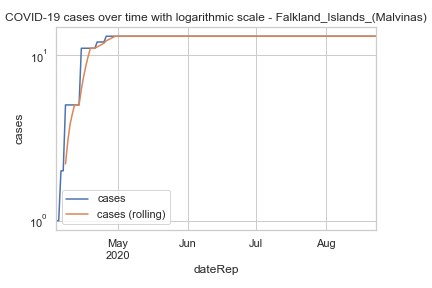 COVID-19 cases over time with logarithmic scale - Falkland_Islands_(Malvinas)
cases
10¹
10⁰
cases
cases (rolling)
May
2020
Jun
Jul
Aug
dateRep